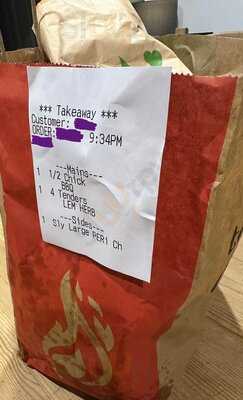 *** Takeaway ***
Customer:
ORDER: 9:34PM
---Mains---
1 1/2 Chick
BBQ
1 4 Tenders
LEM HERB
---Sides---
1 Sly Large PERi Ch